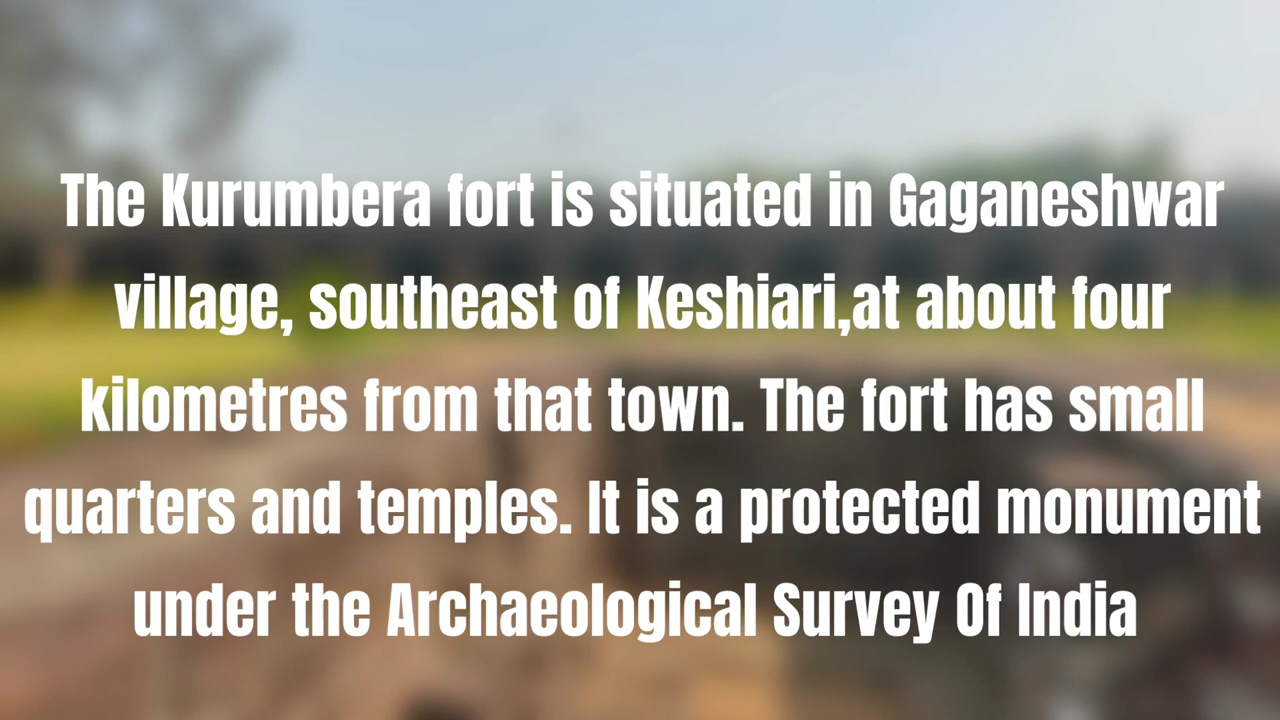 The Kurumbera fort is situated in Gaganeshwar
village, southeast of Keshiari,at about four
kilometres from that town. The fort has small
quarters and temples. It is a protected monument
under the Archaeological Survey Of India